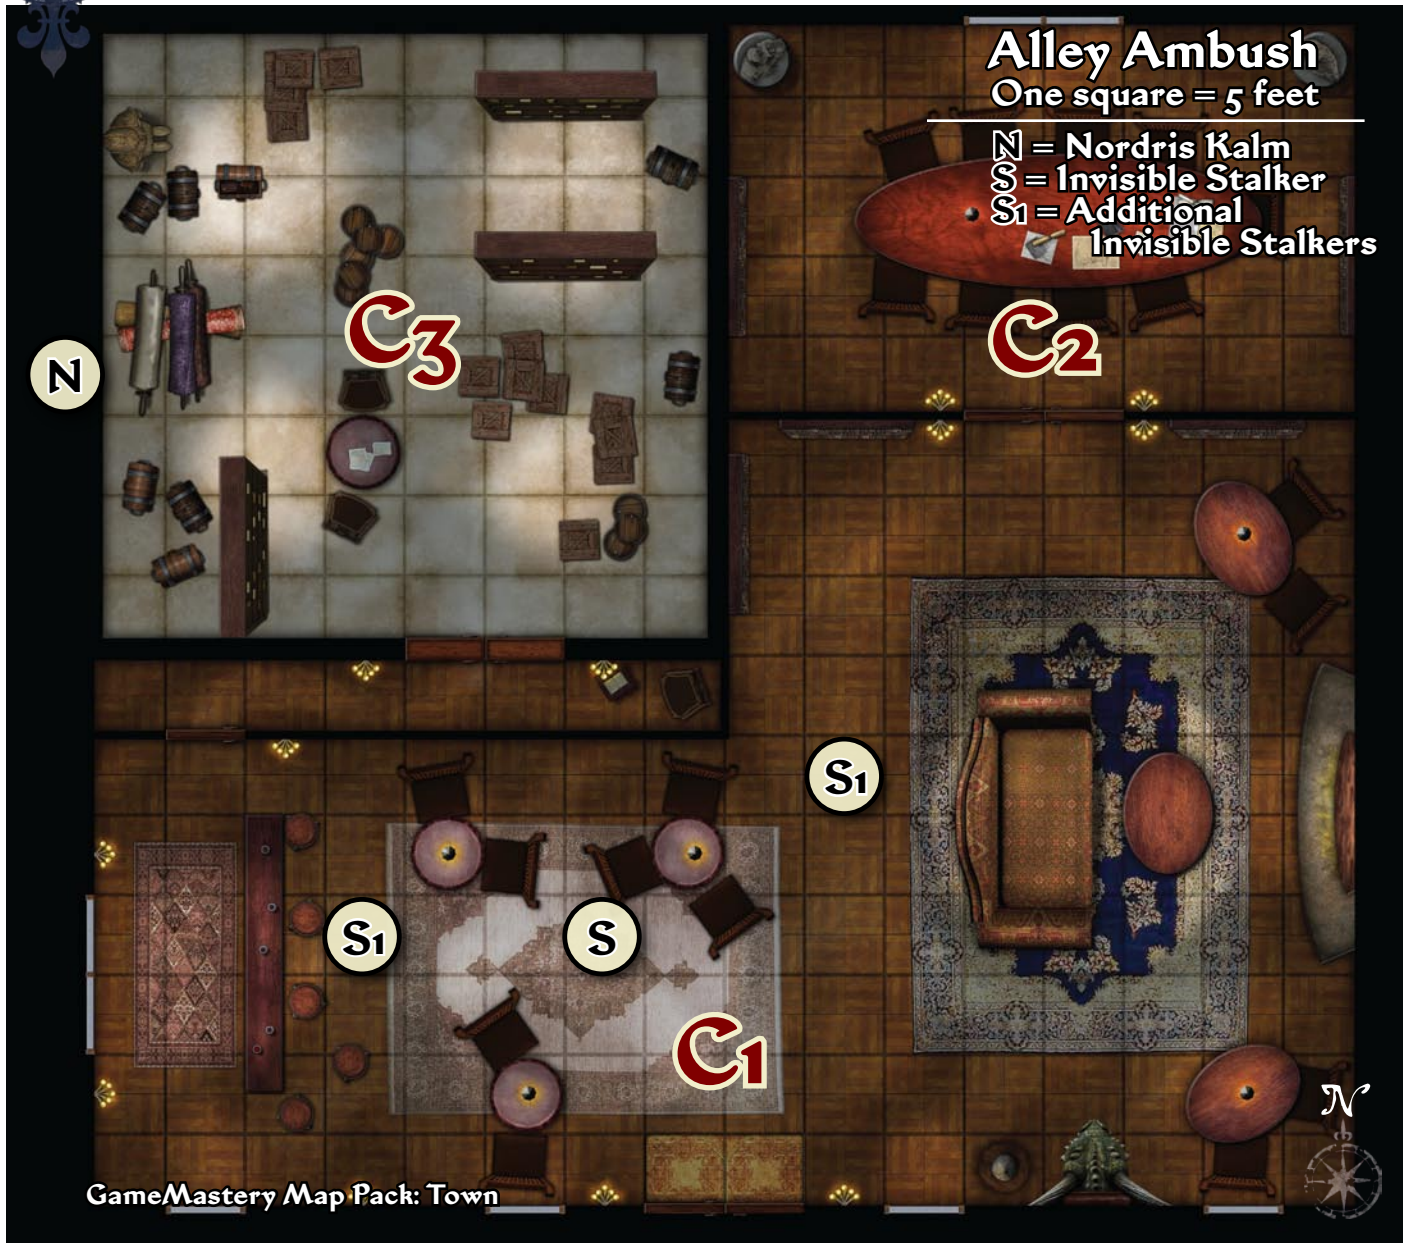 Alley Ambush
One square = 5 feet
N = Nordris Kalm
S = Invisible Stalker
S1 = Additional
Invisible Stalkers
C3
C2
N
S1
S1
S
C1
N
GameMastery Map Pack: Town